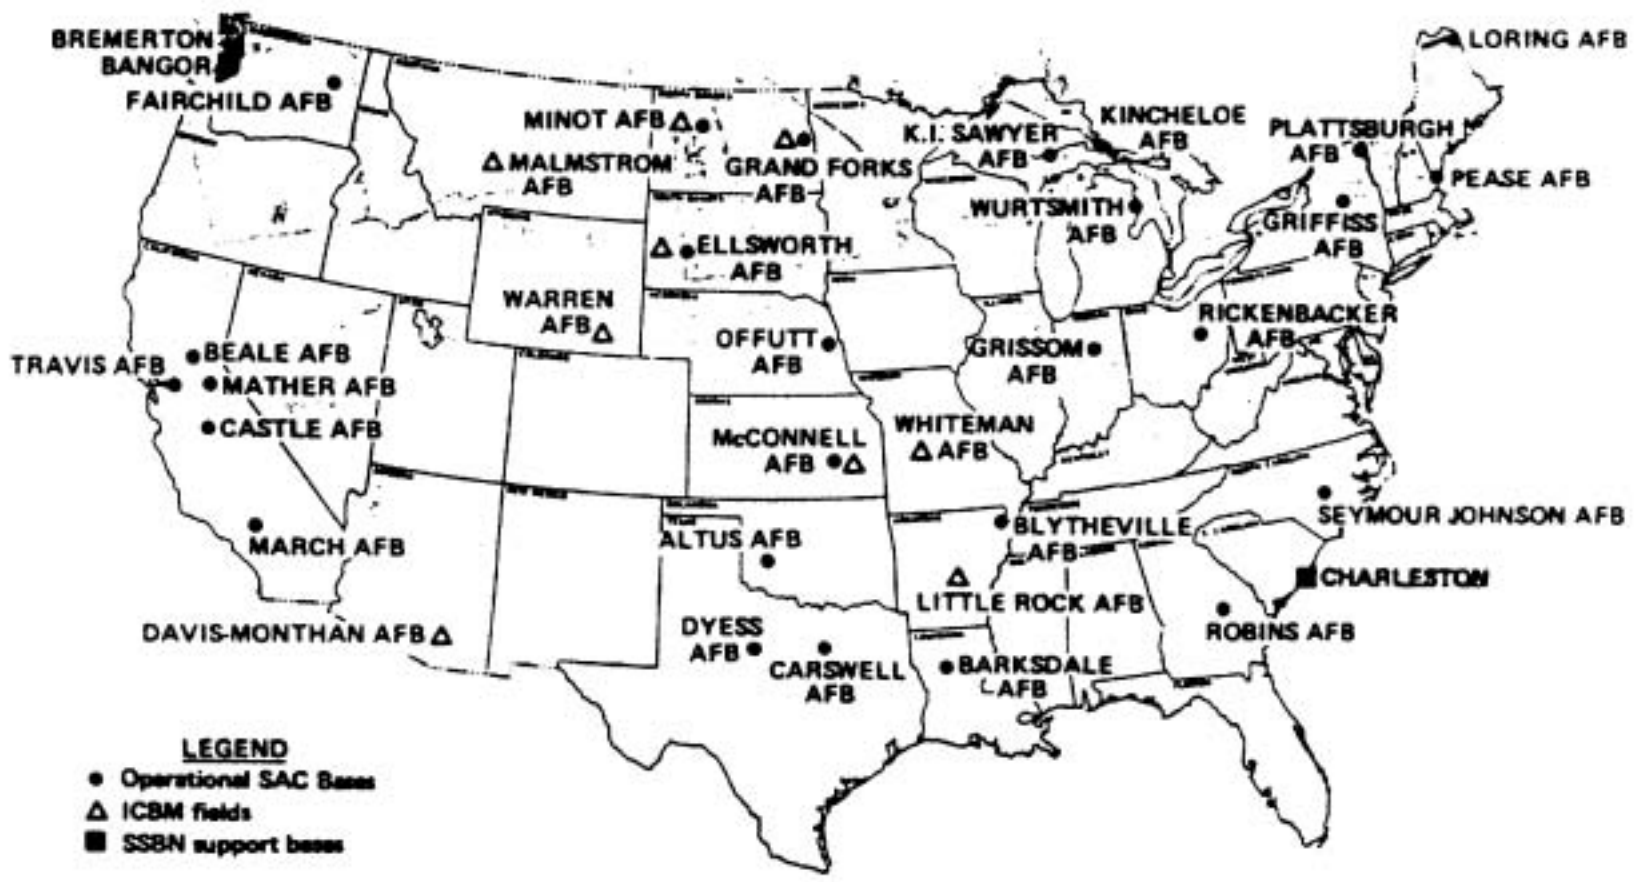 BREMERTON
BANGOR
FAIRCHILD AFB
LORING AFB
MINOT AFB
MALMSTROM
AFB
GRAND FORKS
AFB
K.I. SAWYER
AFB
KINCHELOE
AFB
PLATTSBURGH
AFB
PEASE AFB
WURTSMITH
AFB
GRIFFISS
AFB
ELLSWORTH
AFB
WARREN
AFB
OFFUTT
AFB
GRISSOM
AFB
RICKENBACKER
AFB
TRAVIS AFB
BEALE AFB
MATHER AFB
CASTLE AFB
McCONNELL
AFB
WHITEMAN
AFB
MARCH AFB
ALTUS AFB
BLYTHEVILLE
AFB
SEYMOUR JOHNSON AFB
CHARLESTON
LITTLE ROCK AFB
ROBINS AFB
DAVIS-MONTHAN AFB
DYESS
AFB
CARSWELL
AFB
BARKSDALE
AFB
LEGEND
Operational SAC Bases
ICBM fields
SSBN support bases